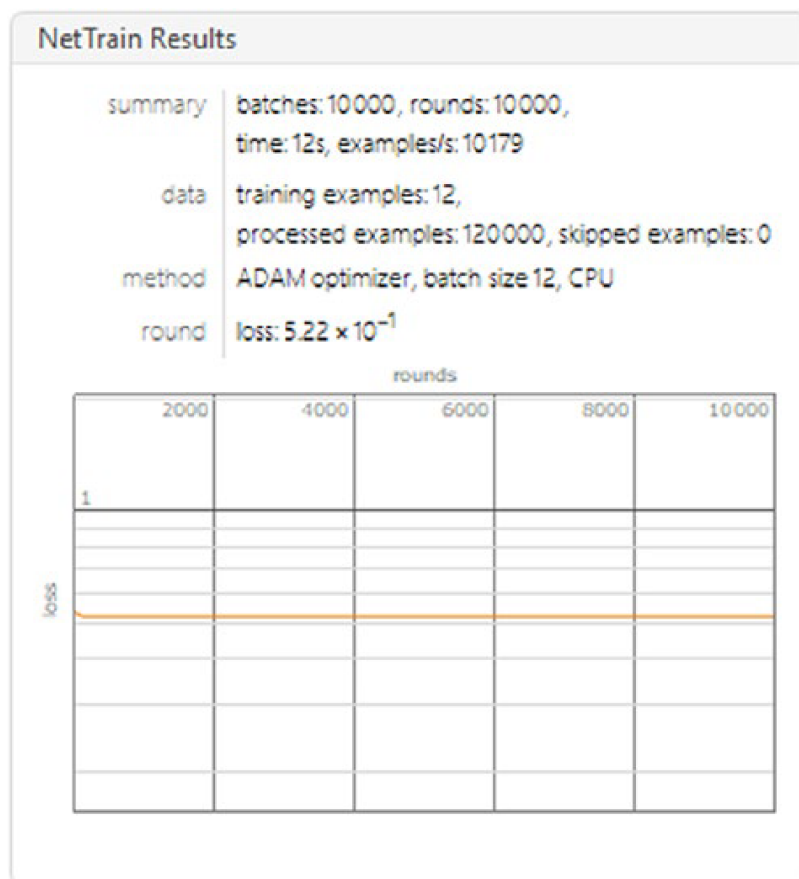 NetTrain Results
summary batches: 10000, rounds: 10000,
time: 12s, examples/s: 10179
data training examples: 12,
processed examples: 120000, skipped examples: 0
method ADAM optimizer, batch size 12, CPU
round loss: 5.22 × 10⁻¹
rounds
2000 4000 6000 8000 10000
1
loss